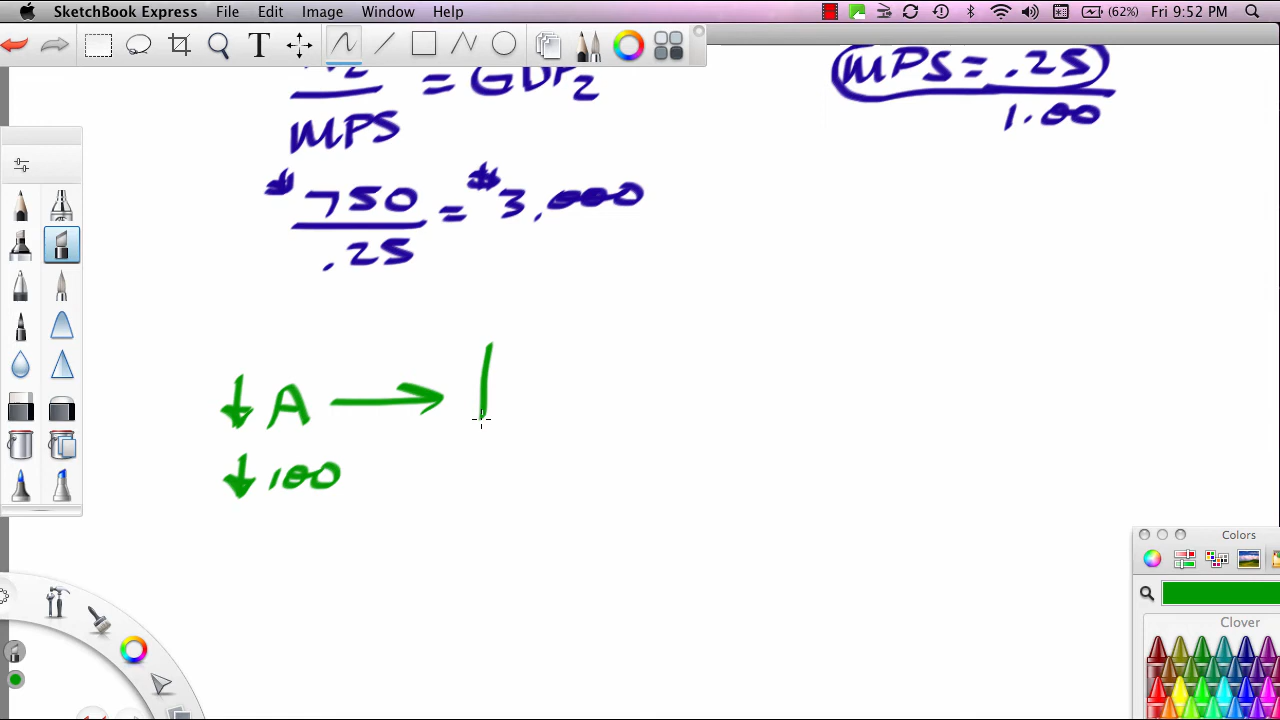 SketchBook Express File Edit Image Window Help (62%) Fri 9:52 PM
T
= GDP2
MPS
MPS = .25
1.00
$750 = $3,000
.25
↓ A →
↓ 100
Colors
Clover